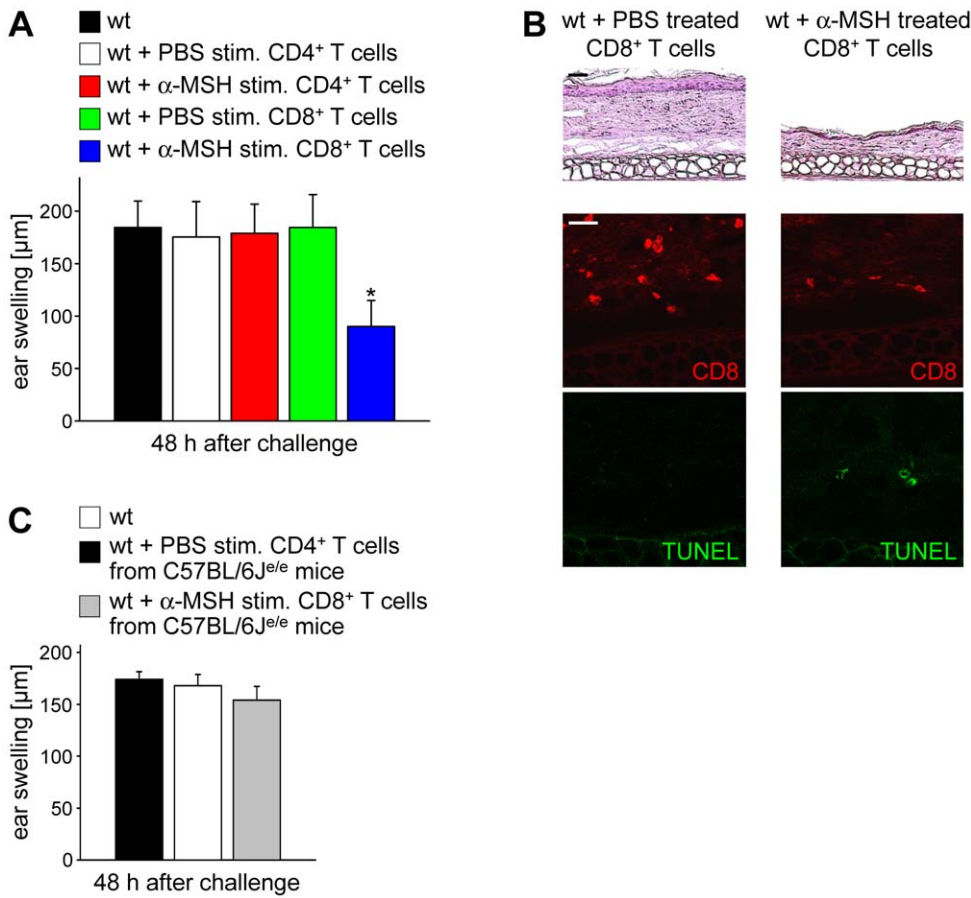 A
wt
wt + PBS stim. CD4⁺ T cells
wt + α-MSH stim. CD4⁺ T cells
wt + PBS stim. CD8⁺ T cells
wt + α-MSH stim. CD8⁺ T cells
ear swelling [µm]
200
150
100
50
0
*
48 h after challenge
B
wt + PBS treated
CD8⁺ T cells
wt + α-MSH treated
CD8⁺ T cells
CD8
CD8
TUNEL
TUNEL
C
wt
wt + PBS stim. CD4⁺ T cells
from C57BL/6Jᵉ/ᵉ mice
wt + α-MSH stim. CD8⁺ T cells
from C57BL/6Jᵉ/ᵉ mice
ear swelling [µm]
200
150
100
50
0
48 h after challenge